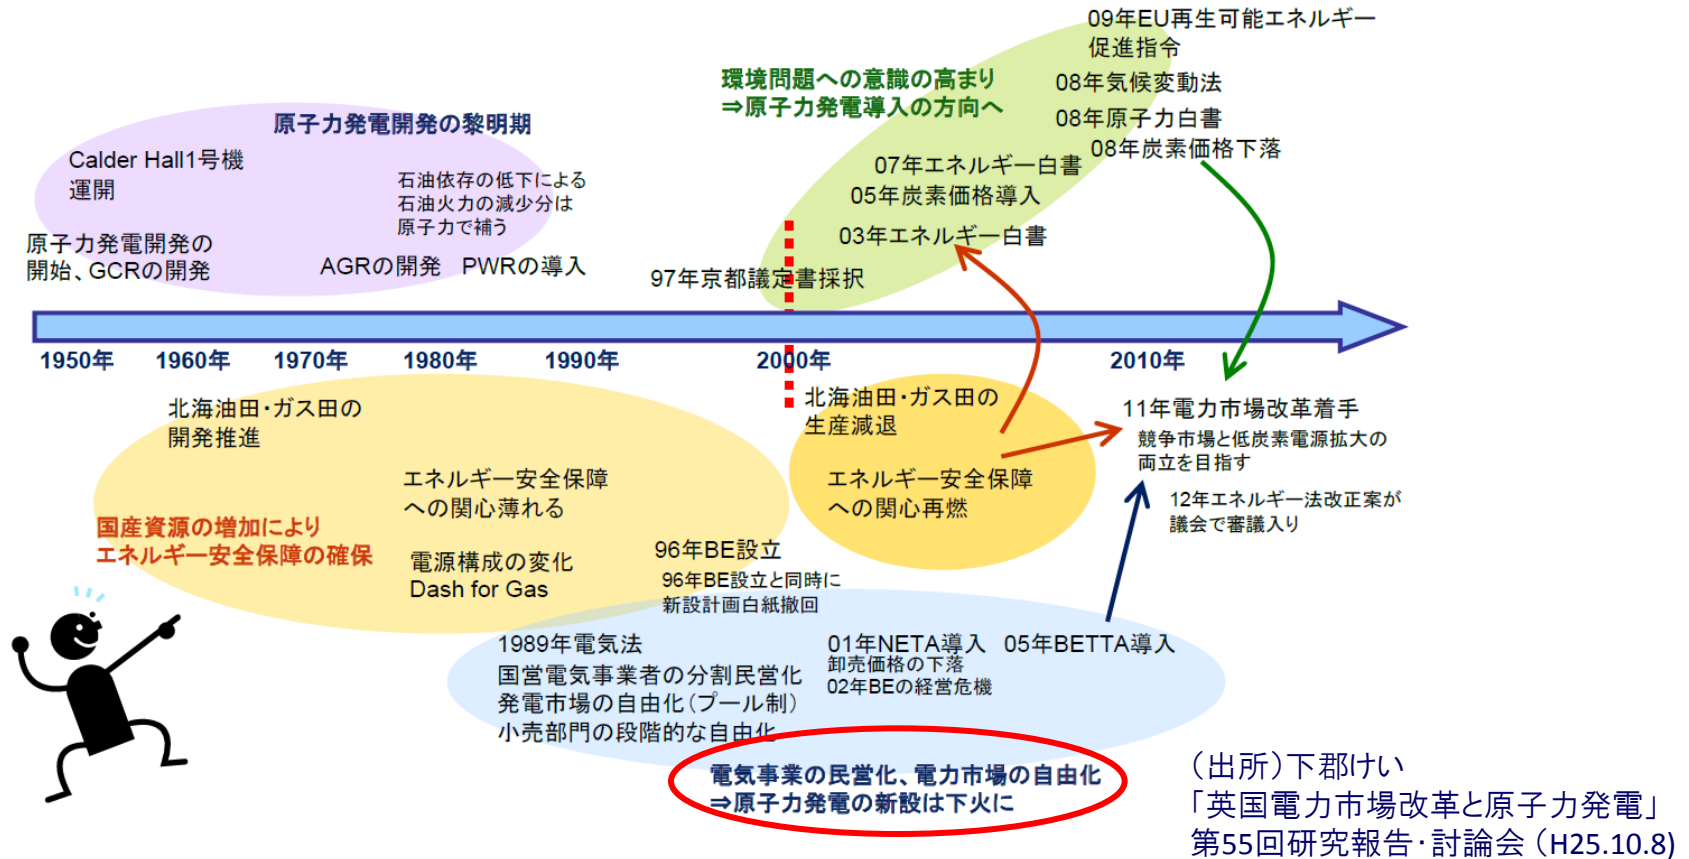 09年EU再生可能エネルギー
促進指令
環境問題への意識の高まり
⇒原子力発電導入の方向へ
08年気候変動法
08年原子力白書
08年炭素価格下落
07年エネルギー白書
05年炭素価格導入
03年エネルギー白書
97年京都議定書採択
原子力発電開発の黎明期
Calder Hall1号機
運開
石油依存の低下による
石油火力の減少分は
原子力で補う
原子力発電開発の
開始、GCRの開発
AGRの開発 PWRの導入
1950年 1960年 1970年 1980年 1990年 2000年 2010年
北海油田・ガス田の
開発推進
エネルギー安全保障
への関心薄れる
国産資源の増加により
エネルギー安全保障の確保
電源構成の変化
Dash for Gas
北海油田・ガス田の
生産減退
エネルギー安全保障
への関心再燃
11年電力市場改革着手
競争市場と低炭素電源拡大の
両立を目指す
12年エネルギー法改正案が
議会で審議入り
96年BE設立
96年BE設立と同時に
新設計画白紙撤回
1989年電気法
国営電気事業者の分割民営化
発電市場の自由化(プール制)
小売部門の段階的な自由化
01年NETA導入 05年BETTA導入
卸売価格の下落
02年BEの経営危機
電気事業の民営化、電力市場の自由化
⇒原子力発電の新設は下火に
(出所)下郡けい
「英国電力市場改革と原子力発電」
第55回研究報告・討論会 (H25.10.8)